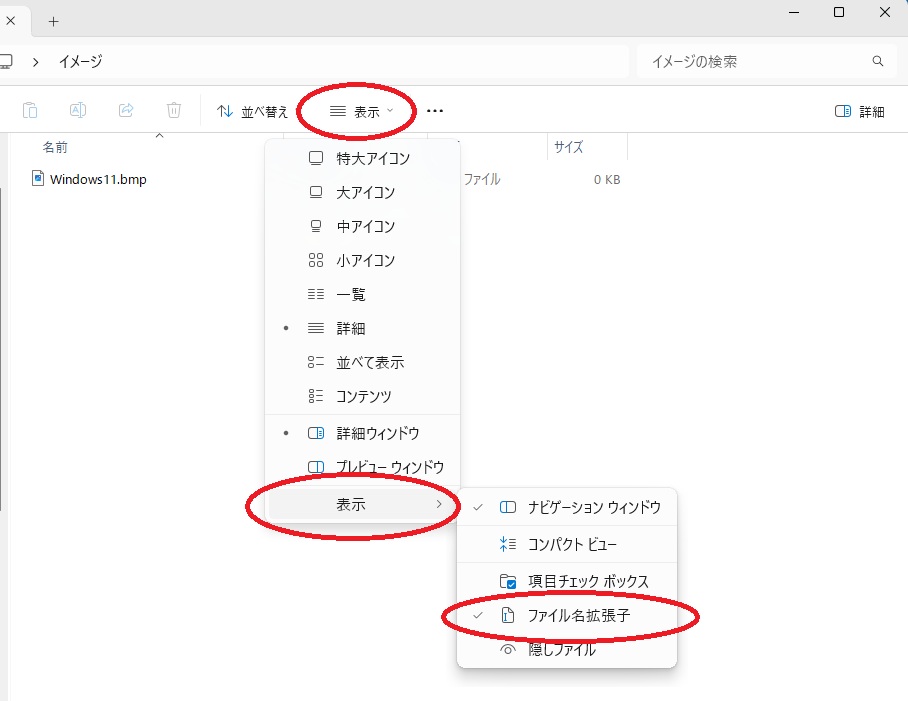 イメージ
イメージの検索
並べ替え
表示
詳細
名前
サイズ
Windows11.bmp
ファイル
0 KB
特大アイコン
大アイコン
中アイコン
小アイコン
一覧
詳細
並べて表示
コンテンツ
詳細ウィンドウ
プレビュー ウィンドウ
表示
ナビゲーション ウィンドウ
コンパクト ビュー
項目チェック ボックス
ファイル名拡張子
隠しファイル